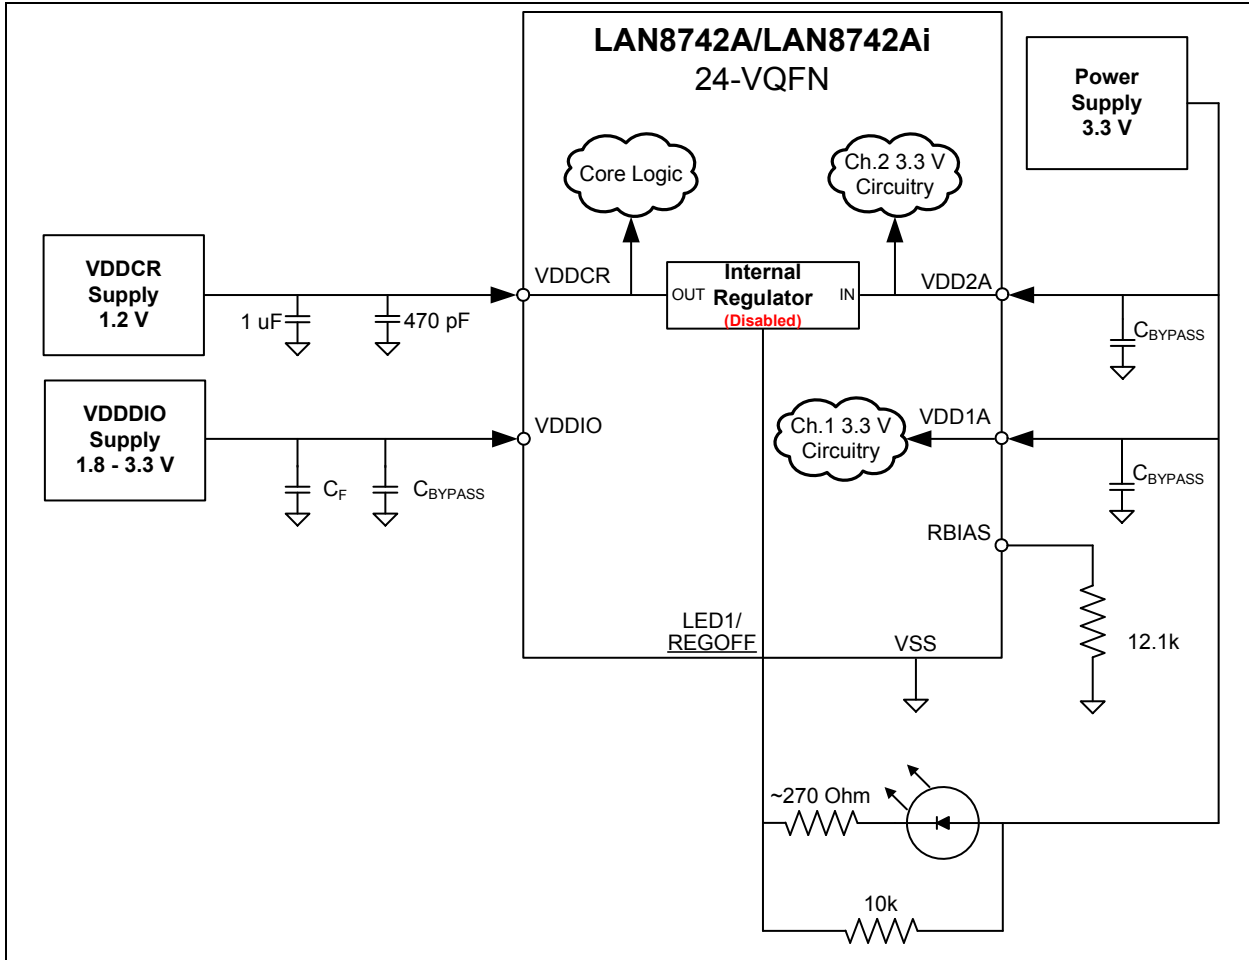 LAN8742A/LAN8742Ai
24-VQFN
Power
Supply
3.3 V
Core Logic
Ch.2 3.3 V
Circuitry
VDDCR
Supply
1.2 V
VDDCR
OUT
Internal
Regulator
(Disabled)
IN
VDD2A
1 uF
470 pF
CBYPASS
VDDDIO
Supply
1.8 - 3.3 V
VDDIO
Ch.1 3.3 V
Circuitry
VDD1A
CF
CBYPASS
CBYPASS
RBIAS
LED1/
REGOFF
VSS
12.1k
~270 Ohm
10k